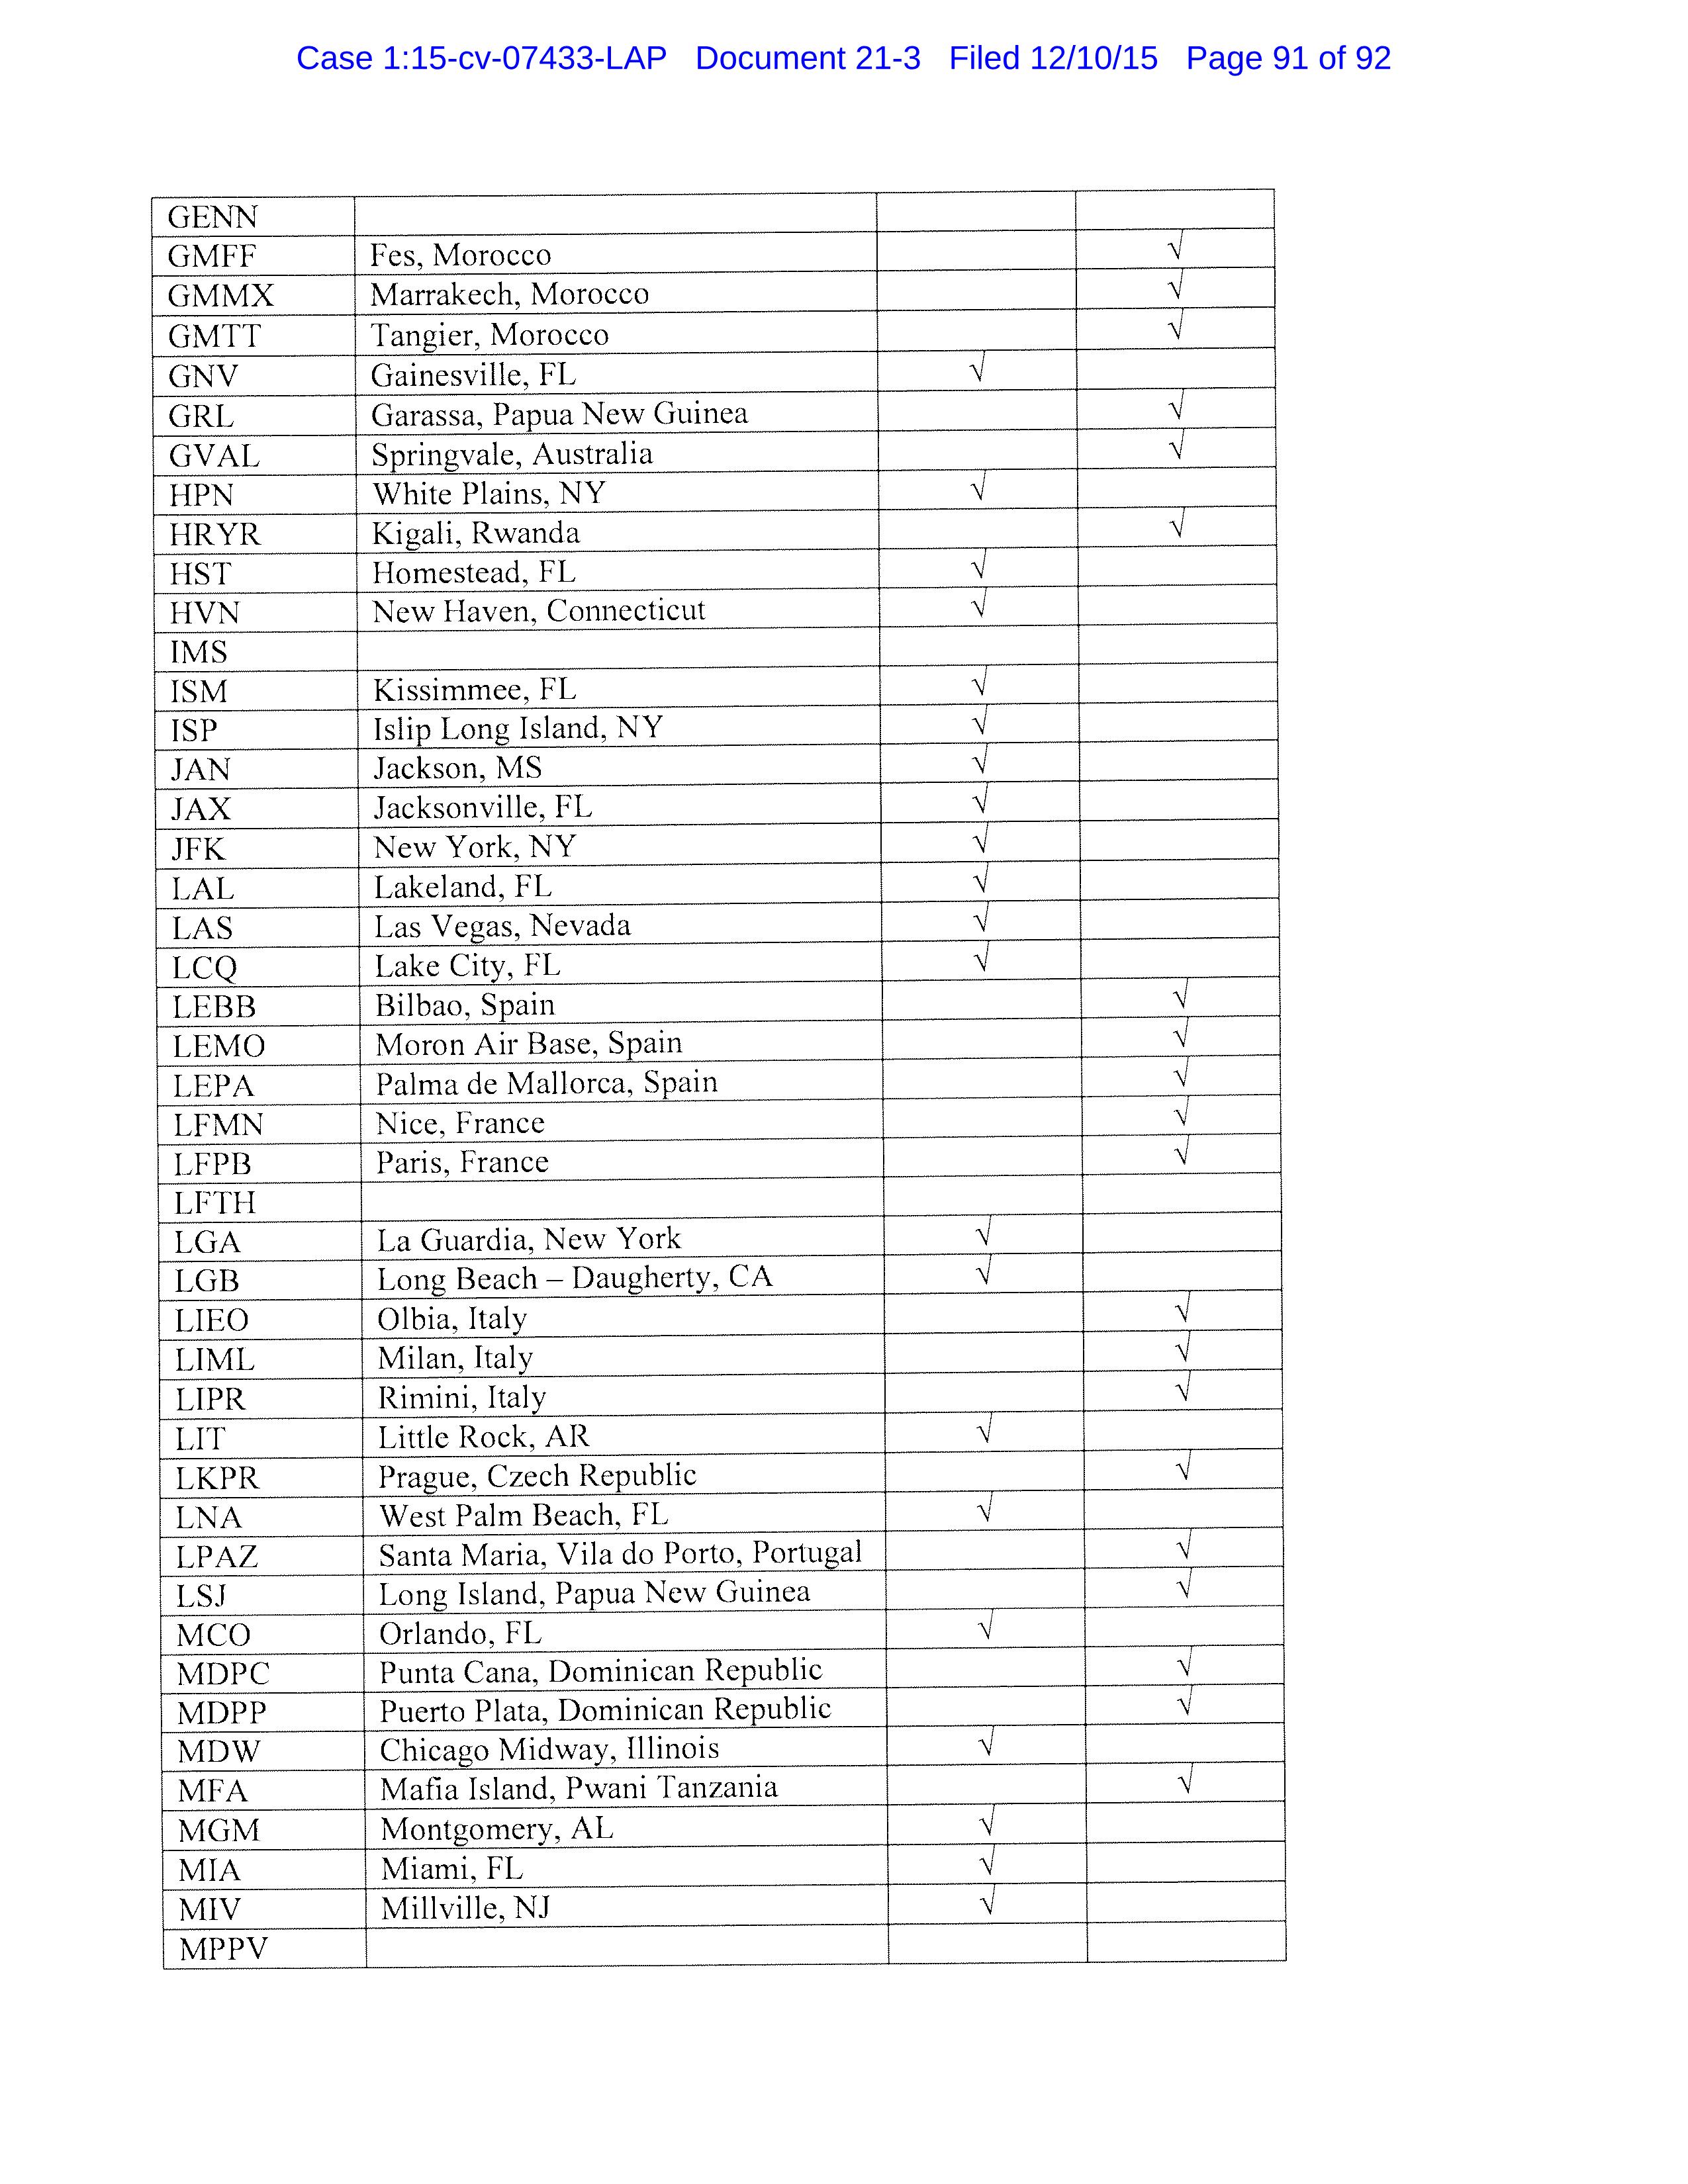 Case 1:15-cv-07433-LAP Document 21-3 Filed 12/10/15 Page 91 of 92
GENN
GMFF Fes, Morocco √
GMMX Marrakech, Morocco √
GMTT Tangier, Morocco √
GNV Gainesville, FL √
GRL Garassa, Papua New Guinea √
GVAL Springvale, Australia √
HPN White Plains, NY √
HRYR Kigali, Rwanda √
HST Homestead, FL √
HVN New Haven, Connecticut √
IMS
ISM Kissimmee, FL √
ISP Islip Long Island, NY √
JAN Jackson, MS √
JAX Jacksonville, FL √
JFK New York, NY √
LAL Lakeland, FL √
LAS Las Vegas, Nevada √
LCQ Lake City, FL √
LEBB Bilbao, Spain √
LEMO Moron Air Base, Spain √
LEPA Palma de Mallorca, Spain √
LFMN Nice, France √
LFPB Paris, France √
LFTH
LGA La Guardia, New York √
LGB Long Beach – Daugherty, CA √
LIEO Olbia, Italy √
LIML Milan, Italy √
LIPR Rimini, Italy √
LIT Little Rock, AR √
LKPR Prague, Czech Republic √
LNA West Palm Beach, FL √
LPAZ Santa Maria, Vila do Porto, Portugal √
LSJ Long Island, Papua New Guinea √
MCO Orlando, FL √
MDPC Punta Cana, Dominican Republic √
MDPP Puerto Plata, Dominican Republic √
MDW Chicago Midway, Illinois √
MFA Mafia Island, Pwani Tanzania √
MGM Montgomery, AL √
MIA Miami, FL √
MIV Millville, NJ √
MPPV